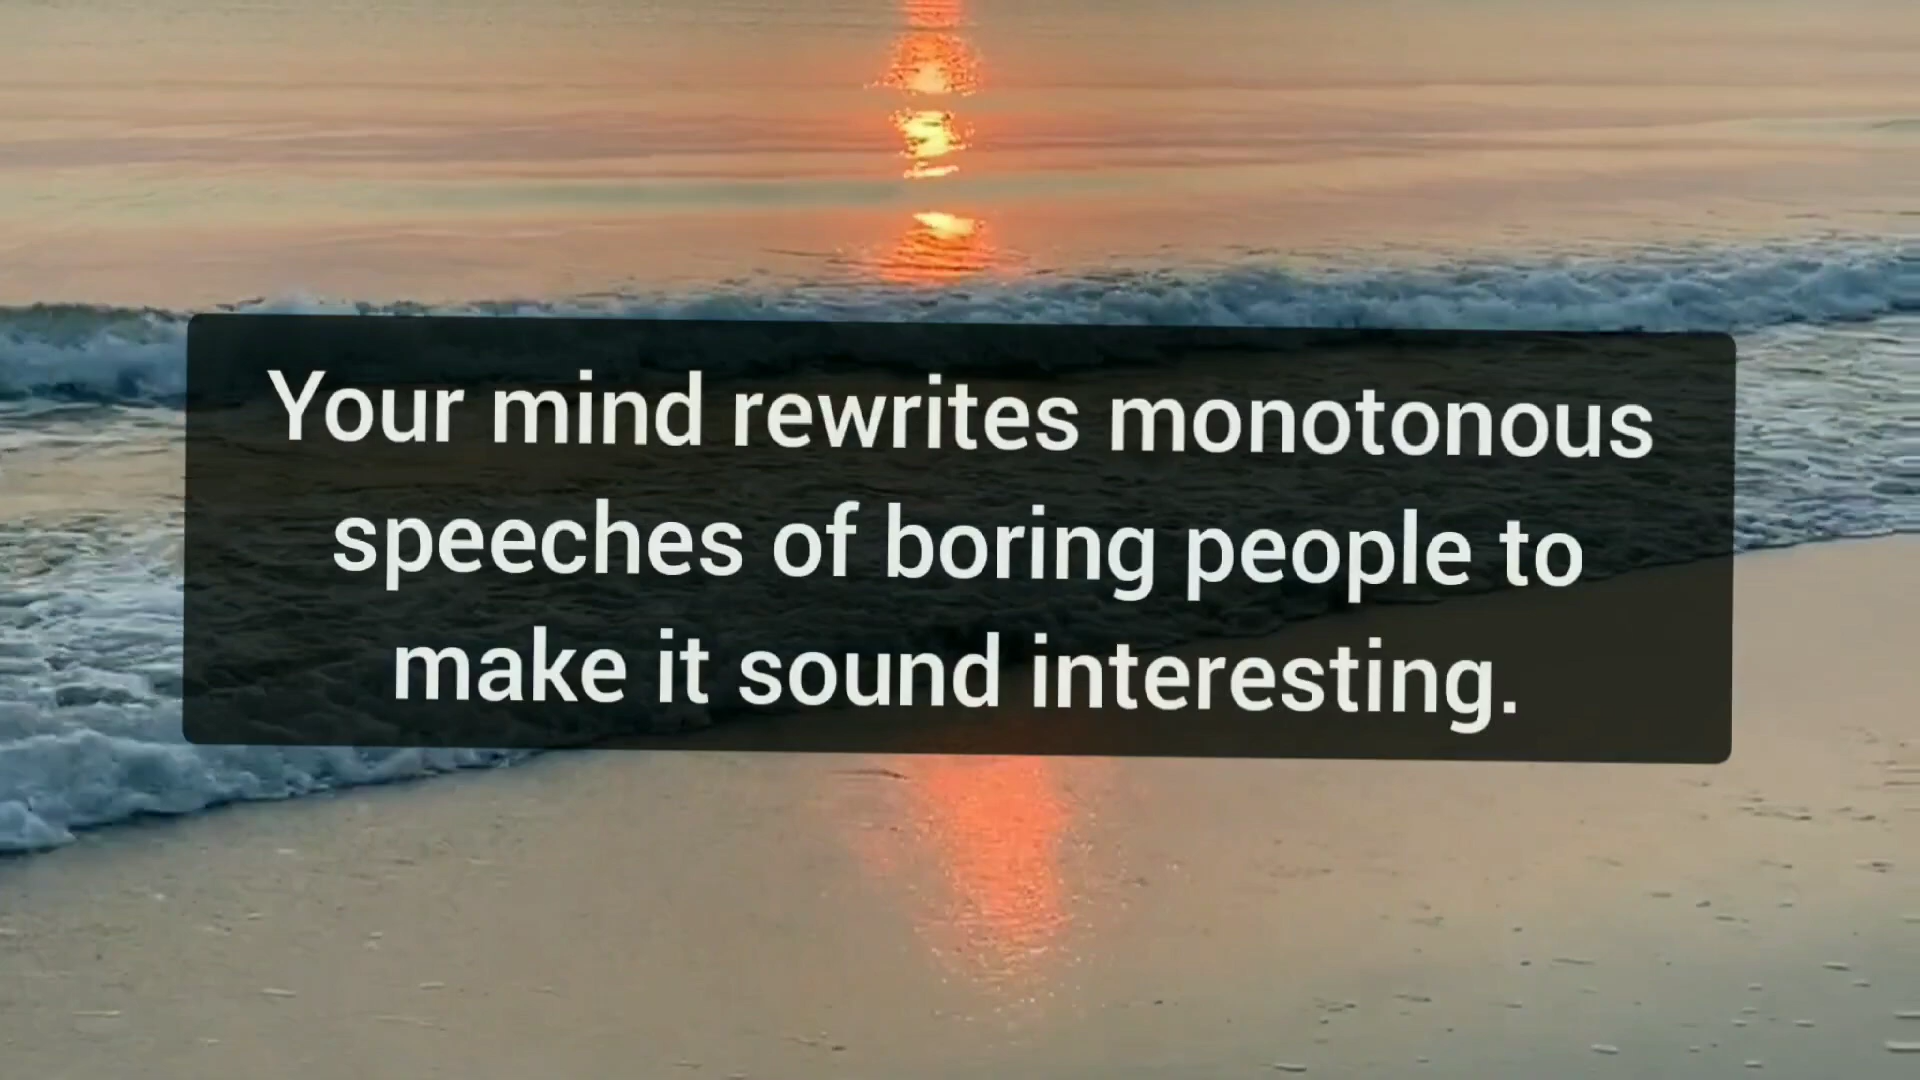 Your mind rewrites monotonous
speeches of boring people to
make it sound interesting.